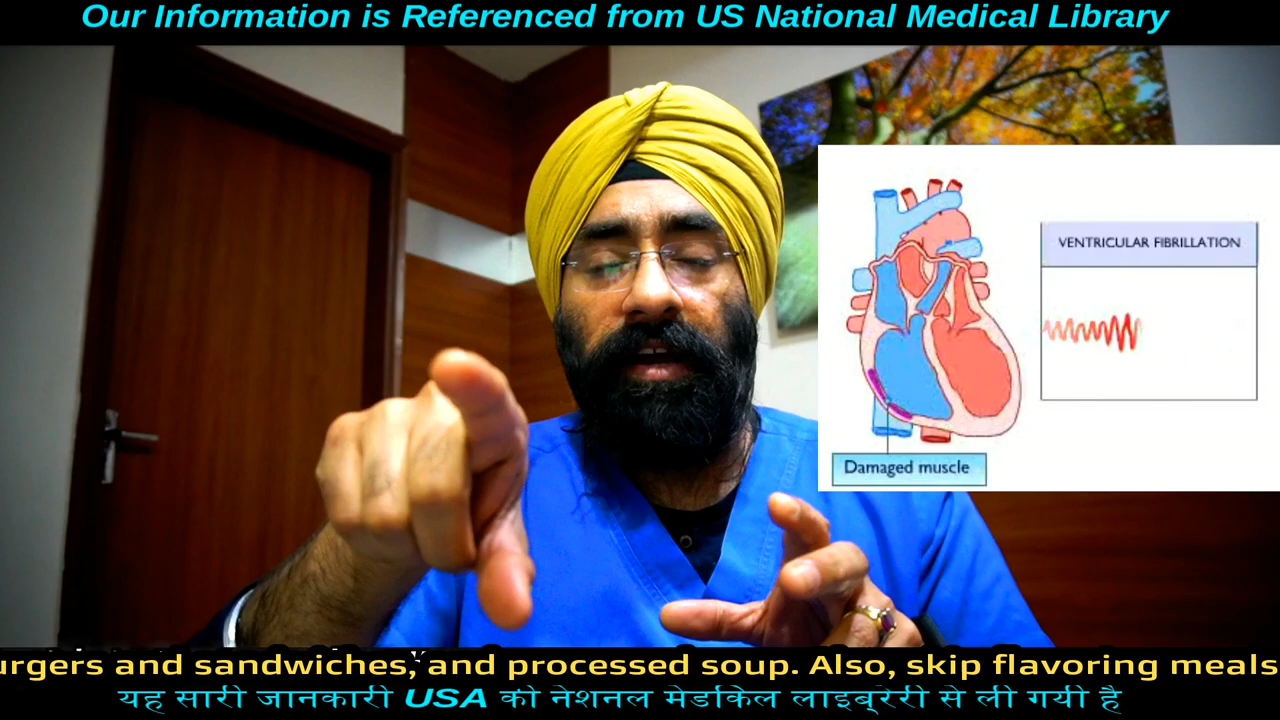 Our Information is Referenced from US National Medical Library
VENTRICULAR FIBRILLATION
Damaged muscle
urgers and sandwiches, and processed soup. Also, skip flavoring meals
यह सारी जानकारी USA की नेशनल मेडिकल लाइब्रेरी से ली गयी है